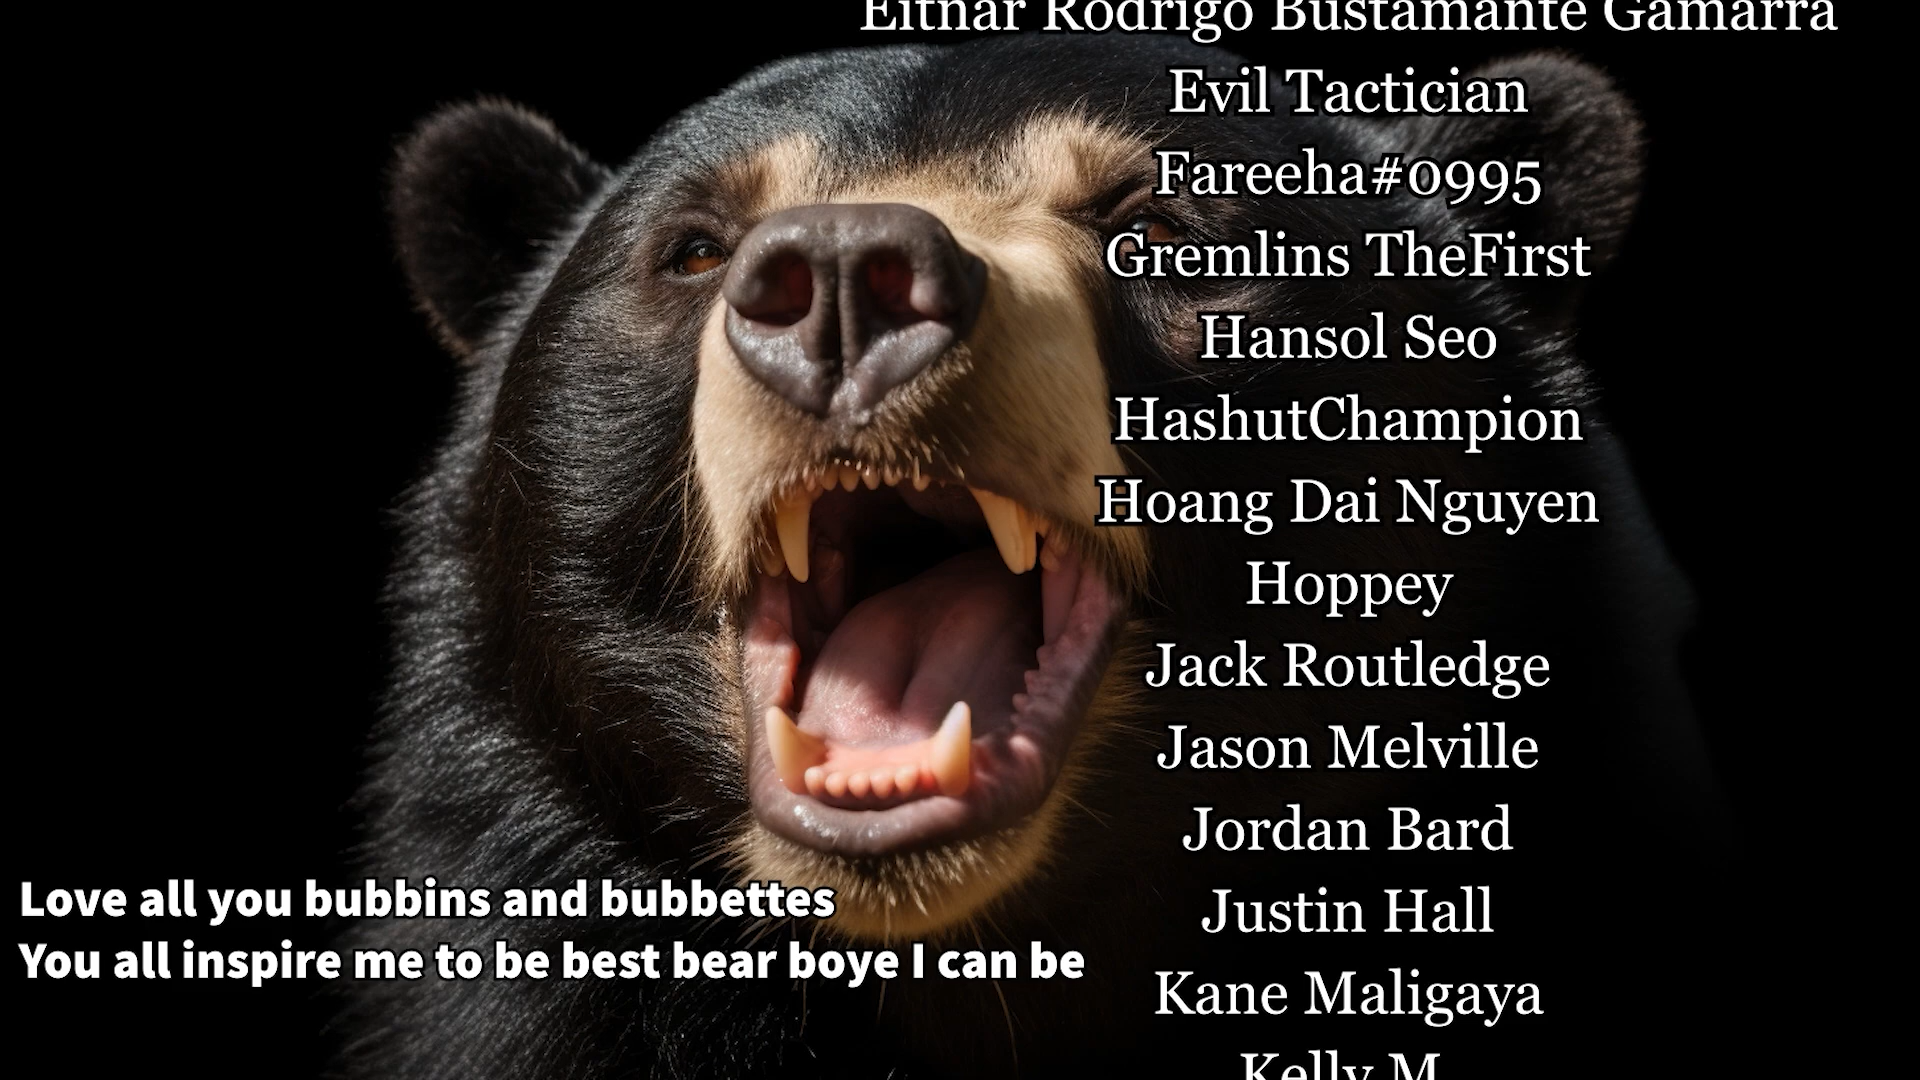 Eitnar Rodrigo Bustamante Gamarra
Evil Tactician
Fareeha#0995
Gremlins TheFirst
Hansol Seo
HashutChampion
Hoang Dai Nguyen
Hoppey
Jack Routledge
Jason Melville
Jordan Bard
Justin Hall
Kane Maligaya
Kelly M
Love all you bubbins and bubbettes
You all inspire me to be best bear boye I can be